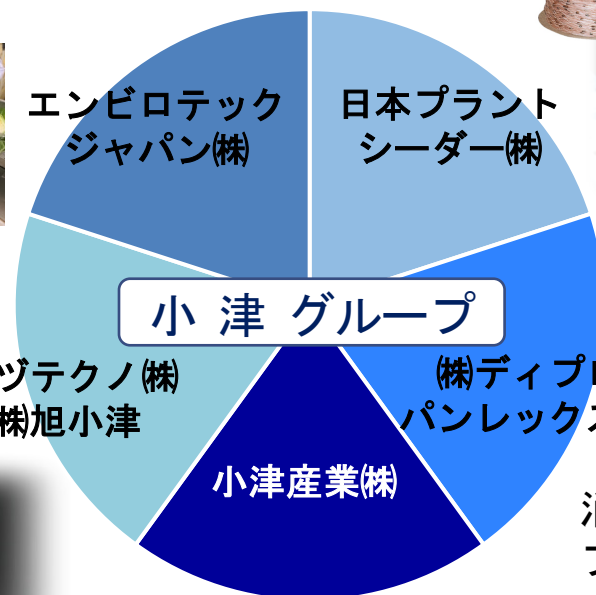 エンビロテック
ジャパン㈱
日本プラント
シーダー㈱
小 津 グループ
ヅテクノ㈱
㈱旭小津
㈱ディプロ
パンレックス
小津産業㈱